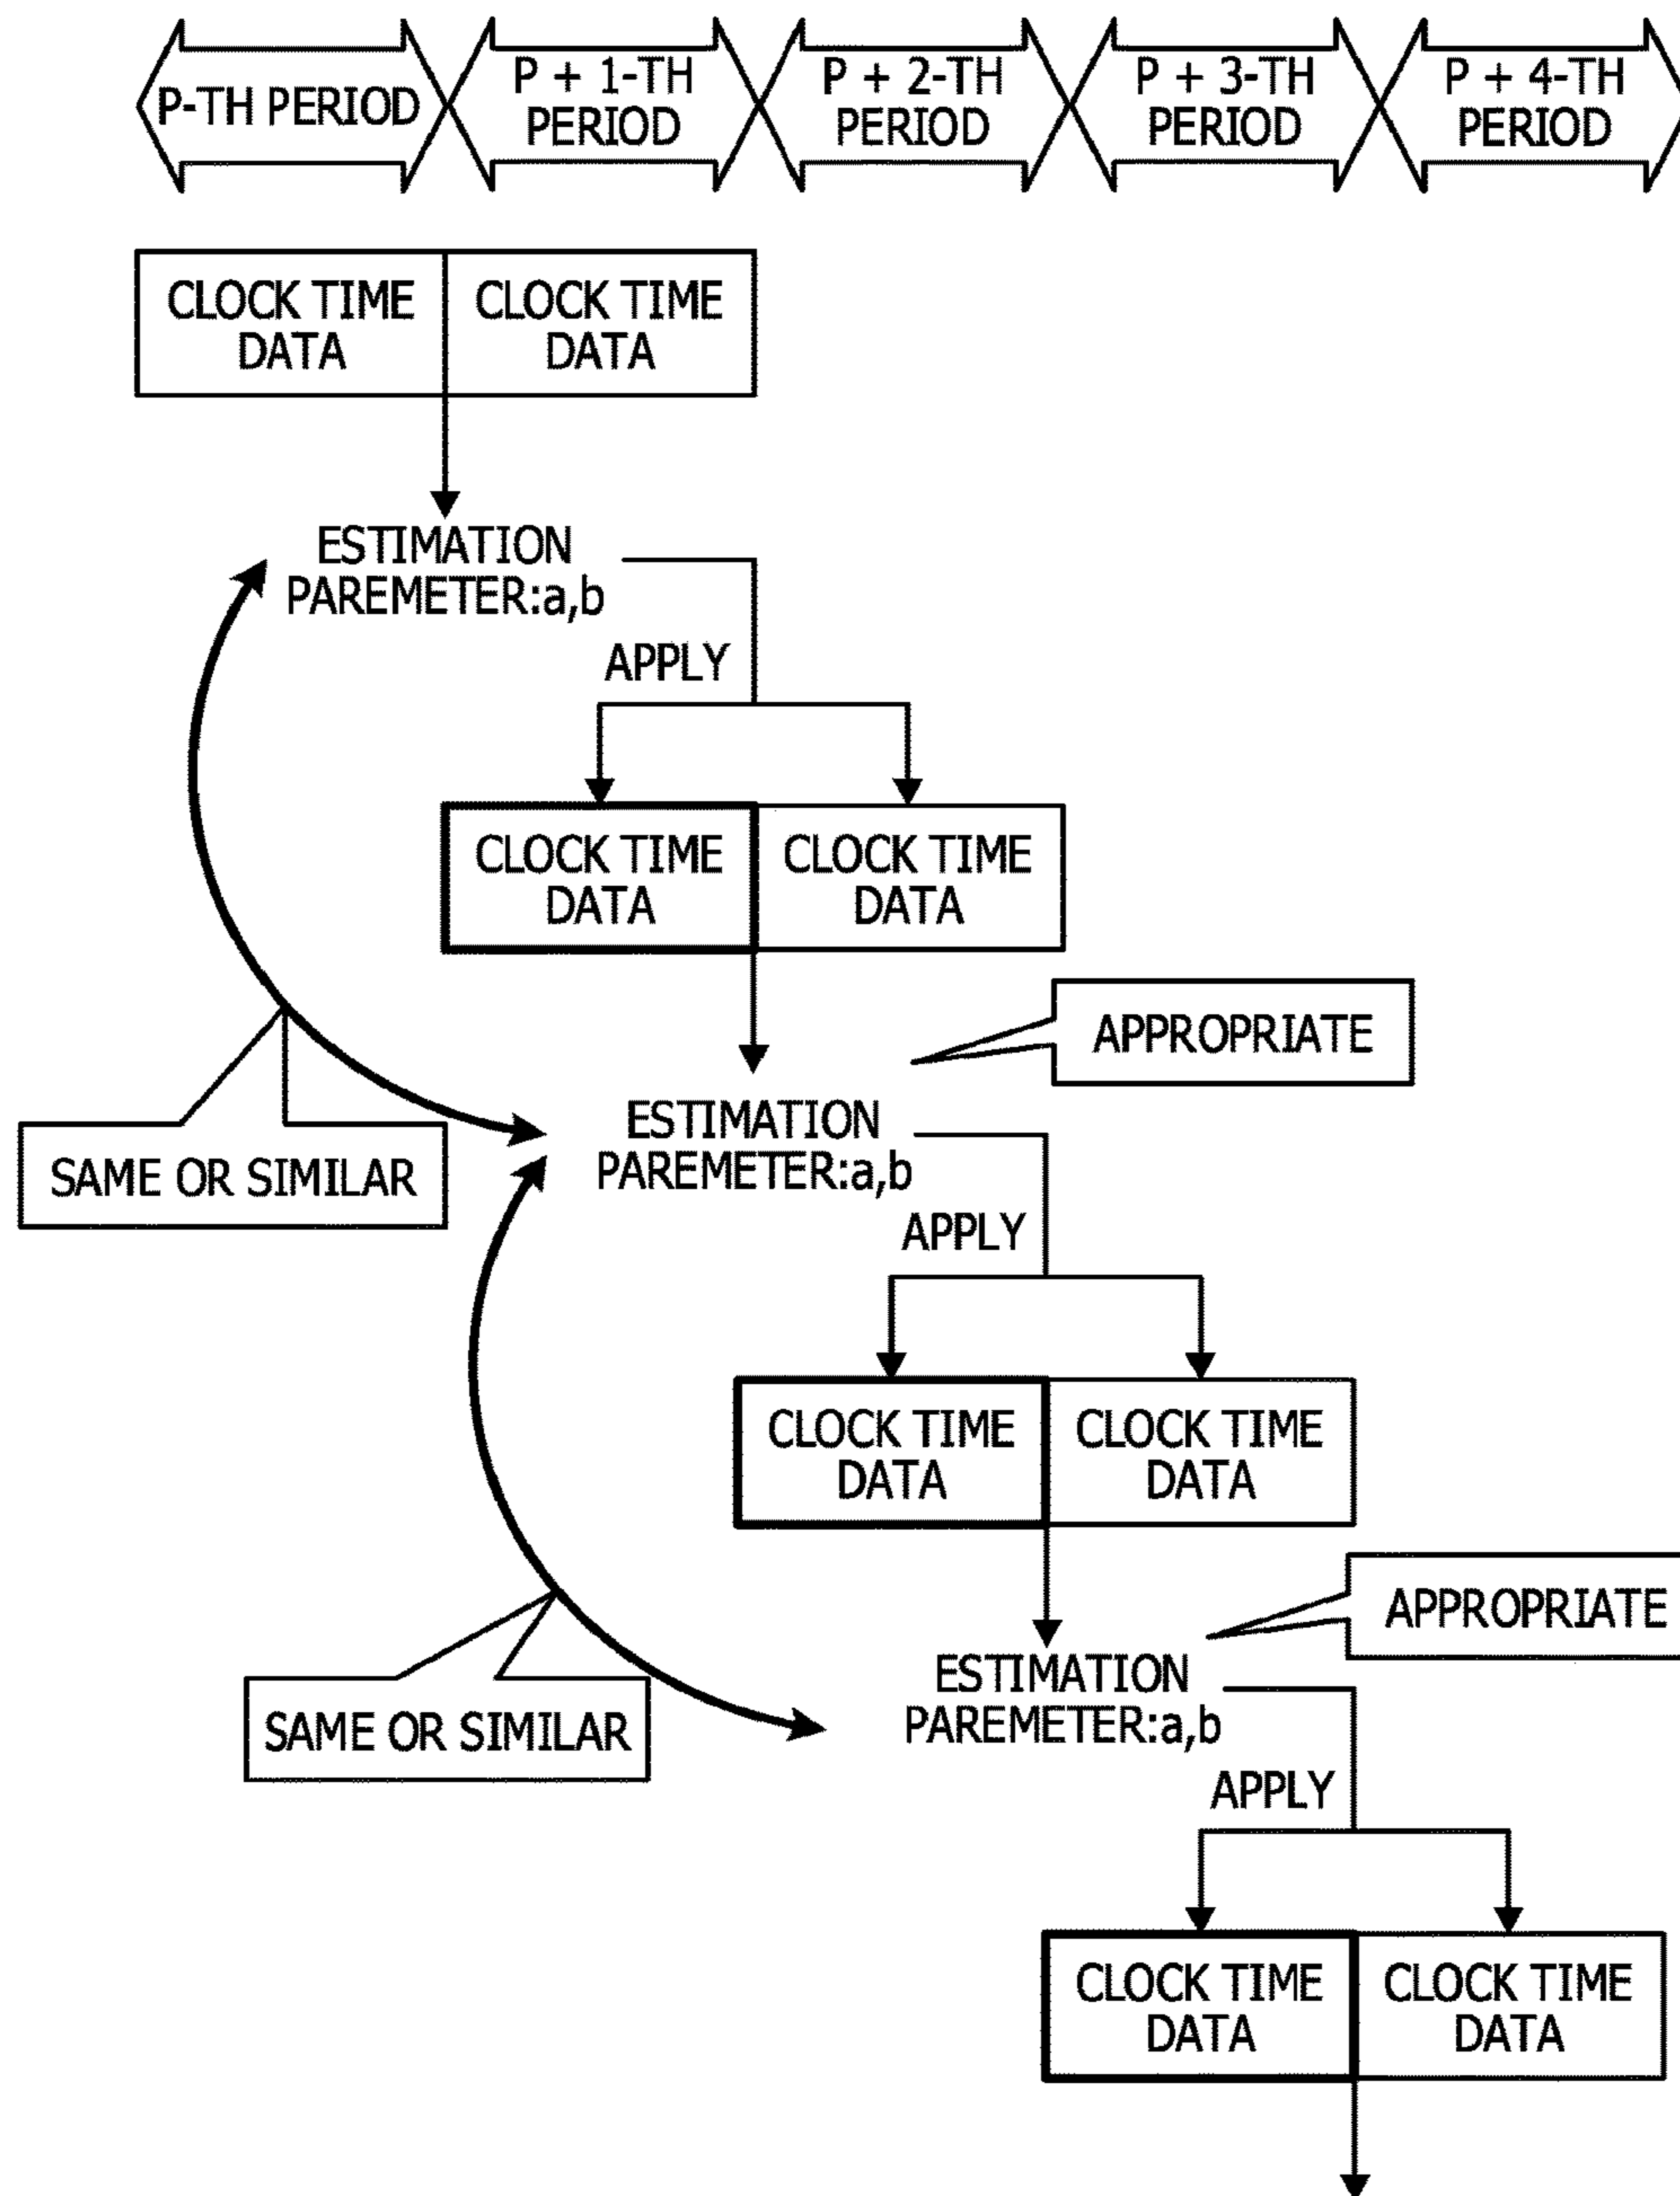 P-TH PERIOD
P + 1-TH
PERIOD
P + 2-TH
PERIOD
P + 3-TH
PERIOD
P + 4-TH
PERIOD
CLOCK TIME
DATA
CLOCK TIME
DATA
ESTIMATION
PAREMETER:a,b
APPLY
CLOCK TIME
DATA
CLOCK TIME
DATA
APPROPRIATE
SAME OR SIMILAR
ESTIMATION
PAREMETER:a,b
APPLY
CLOCK TIME
DATA
CLOCK TIME
DATA
APPROPRIATE
SAME OR SIMILAR
ESTIMATION
PAREMETER:a,b
APPLY
CLOCK TIME
DATA
CLOCK TIME
DATA